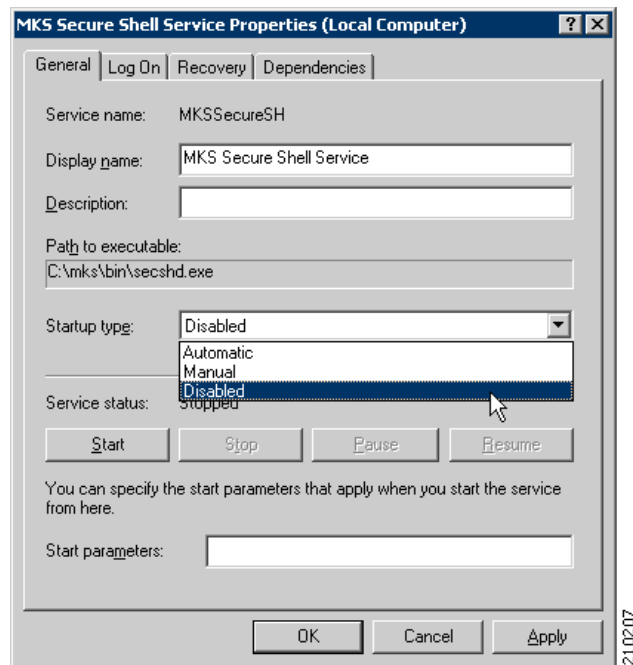 MKS Secure Shell Service Properties (Local Computer)
General Log On Recovery Dependencies
Service name: MKSSecureSH
Display name: MKS Secure Shell Service
Description:
Path to executable:
C:\mks\bin\secshd.exe
Startup type: Disabled
Automatic
Manual
Disabled
Service status: Stopped
Start Stop Pause Resume
You can specify the start parameters that apply when you start the service
from here.
Start parameters:
OK Cancel Apply
210207